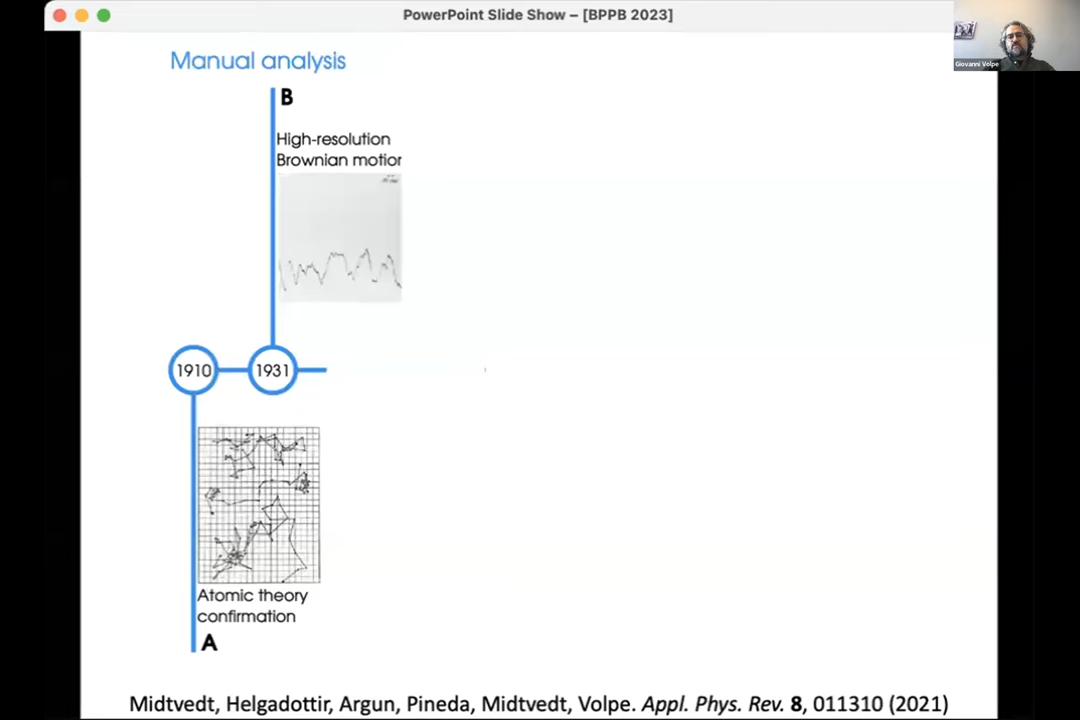 PowerPoint Slide Show – [BPPB 2023]
Giovanni Volpe
Manual analysis
B
High-resolution
Brownian motior
1910
1931
Atomic theory
confirmation
A
Midtvedt, Helgadottir, Argun, Pineda, Midtvedt, Volpe. Appl. Phys. Rev. 8, 011310 (2021)